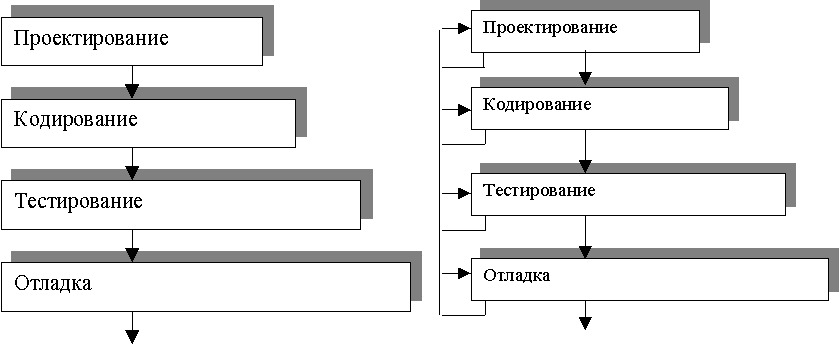 Проектирование
Кодирование
Тестирование
Отладка
Проектирование
Кодирование
Тестирование
Отладка